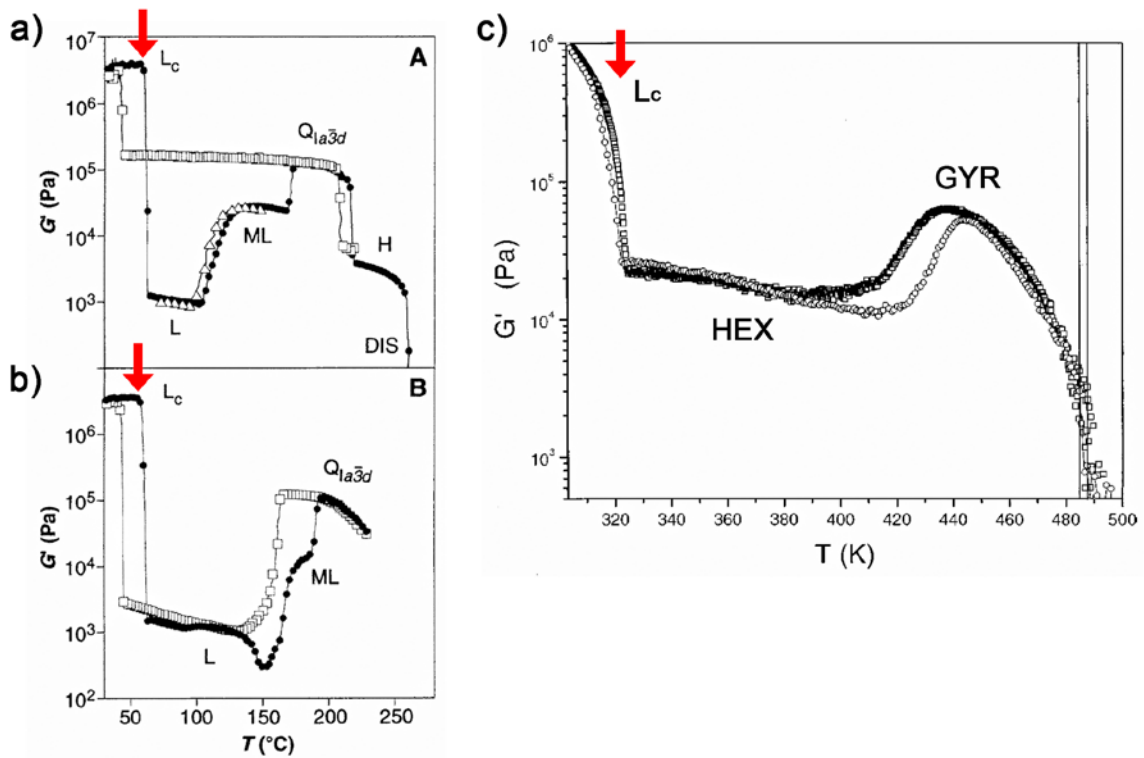 a)
A
10⁷
10⁶
10⁵
10⁴
10³
G' (Pa)
Lc
Q_Ia3̄d
ML
H
L
DIS
b)
B
10⁶
10⁵
10⁴
10³
10²
G' (Pa)
Lc
Q_Ia3̄d
ML
L
50 100 150 200 250
T (°C)
c)
10⁶
10⁵
10⁴
10³
G' (Pa)
Lc
GYR
HEX
320 340 360 380 400 420 440 460 480 500
T (K)